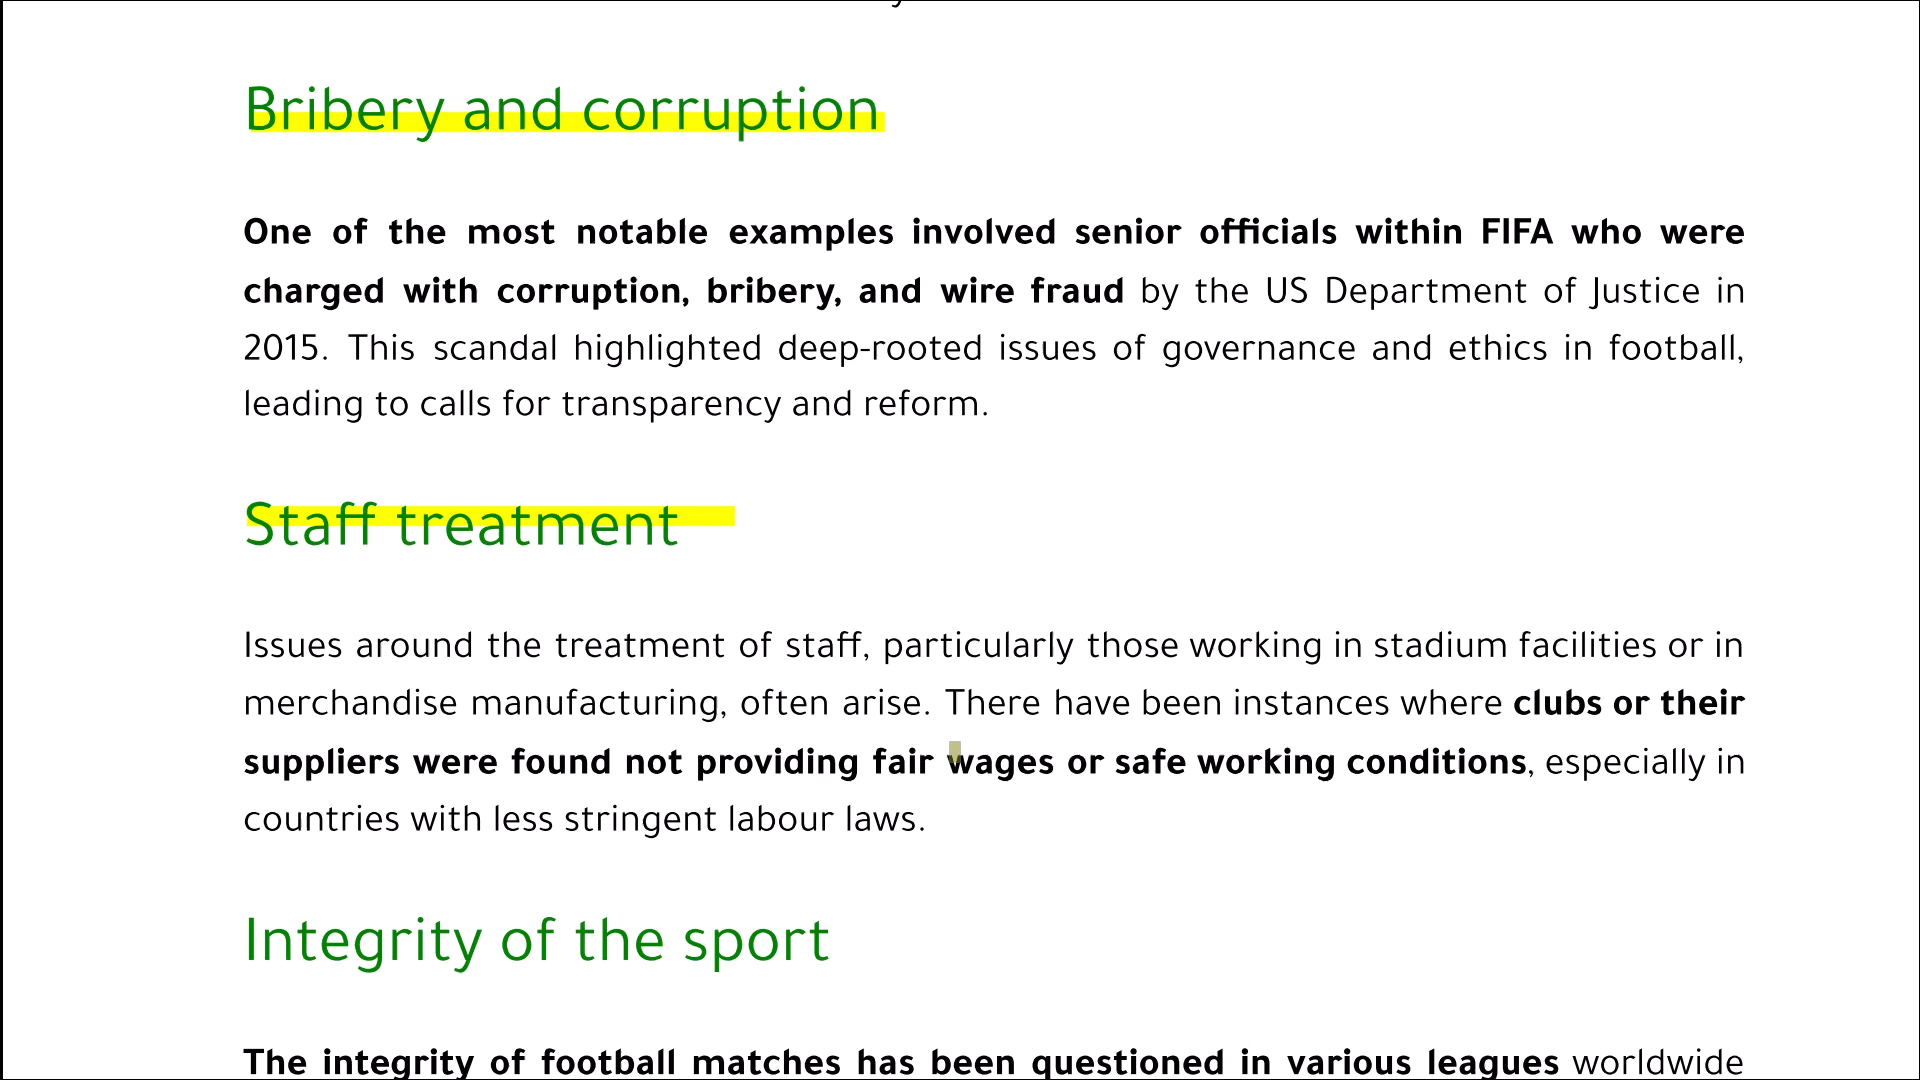 Bribery and corruption
One of the most notable examples involved senior officials within FIFA who were
charged with corruption, bribery, and wire fraud by the US Department of Justice in
2015. This scandal highlighted deep-rooted issues of governance and ethics in football,
leading to calls for transparency and reform.
Staff treatment
Issues around the treatment of staff, particularly those working in stadium facilities or in
merchandise manufacturing, often arise. There have been instances where clubs or their
suppliers were found not providing fair wages or safe working conditions, especially in
countries with less stringent labour laws.
Integrity of the sport
The integrity of football matches has been questioned in various leagues worldwide